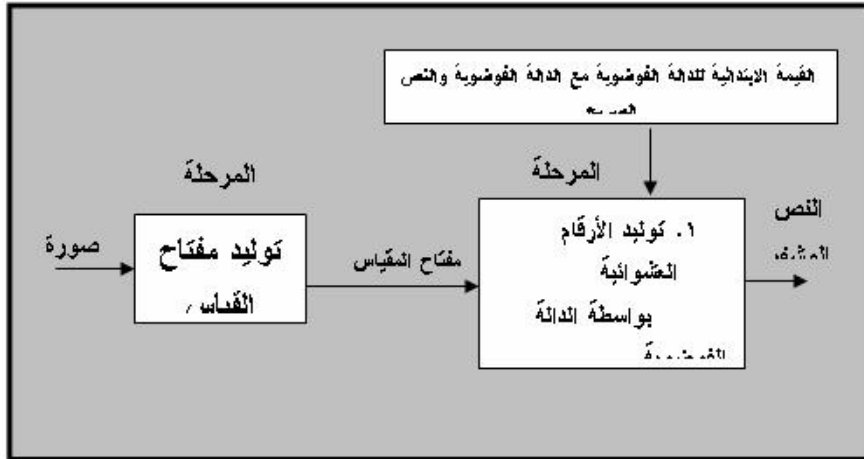 القيمة الابتدائية للدالة الفوضوية مع الدالة الفوضوية والنص
المرحلة
المرحلة
صورة
توليد مفتاح
القياس
مفتاح المقياس
١. توليد الأرقام
العشوائية
بواسطة الدالة
النص